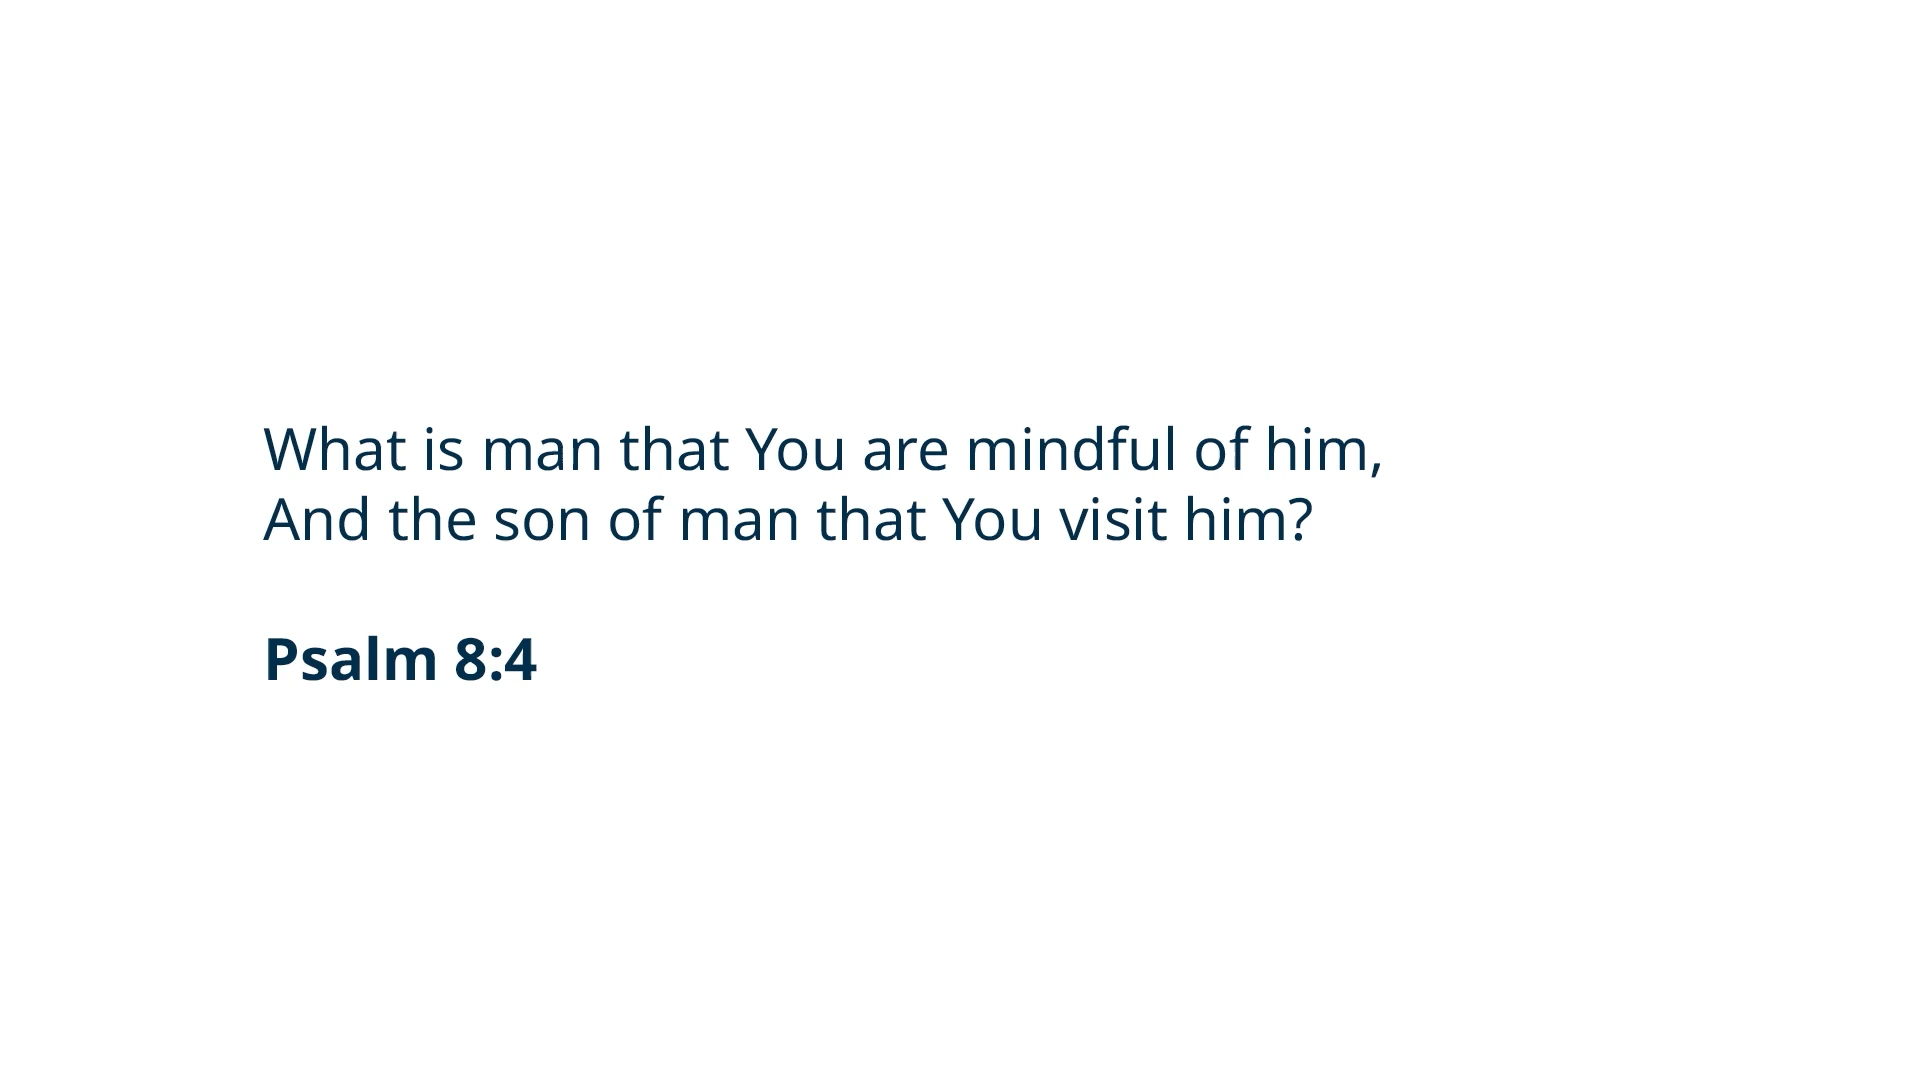 What is man that You are mindful of him,
And the son of man that You visit him?
Psalm 8:4